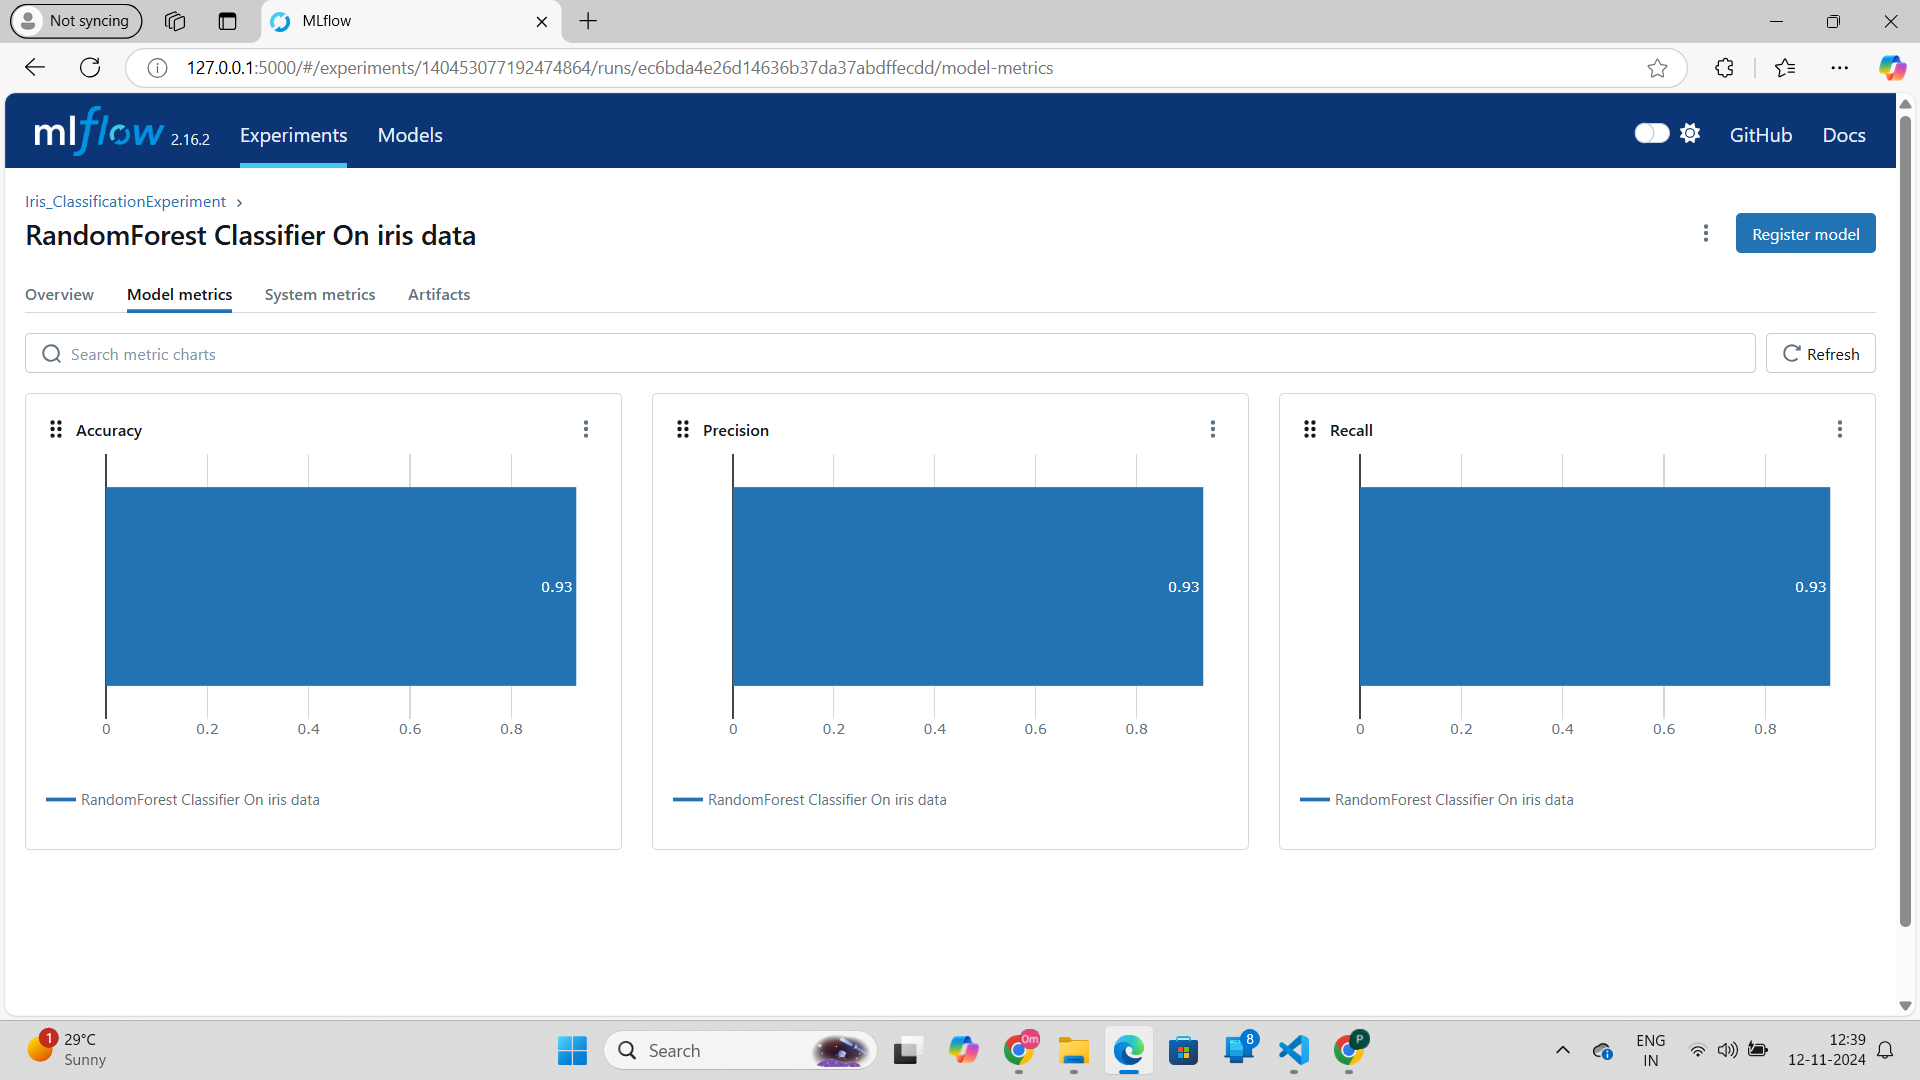 Not syncing
MLflow
127.0.0.1:5000/#/experiments/140453077192474864/runs/ec6bda4e26d14636b37da37abdffecdd/model-metrics
mlflow 2.16.2 Experiments Models GitHub Docs
Iris_ClassificationExperiment
RandomForest Classifier On iris data
Register model
Overview Model metrics System metrics Artifacts
Search metric charts
Refresh
Accuracy
0.93
0 0.2 0.4 0.6 0.8
RandomForest Classifier On iris data
Precision
0.93
0 0.2 0.4 0.6 0.8
RandomForest Classifier On iris data
Recall
0.93
0 0.2 0.4 0.6 0.8
RandomForest Classifier On iris data
1
29°C
Sunny
Search
Om
8
P
ENG
IN
12:39
12-11-2024